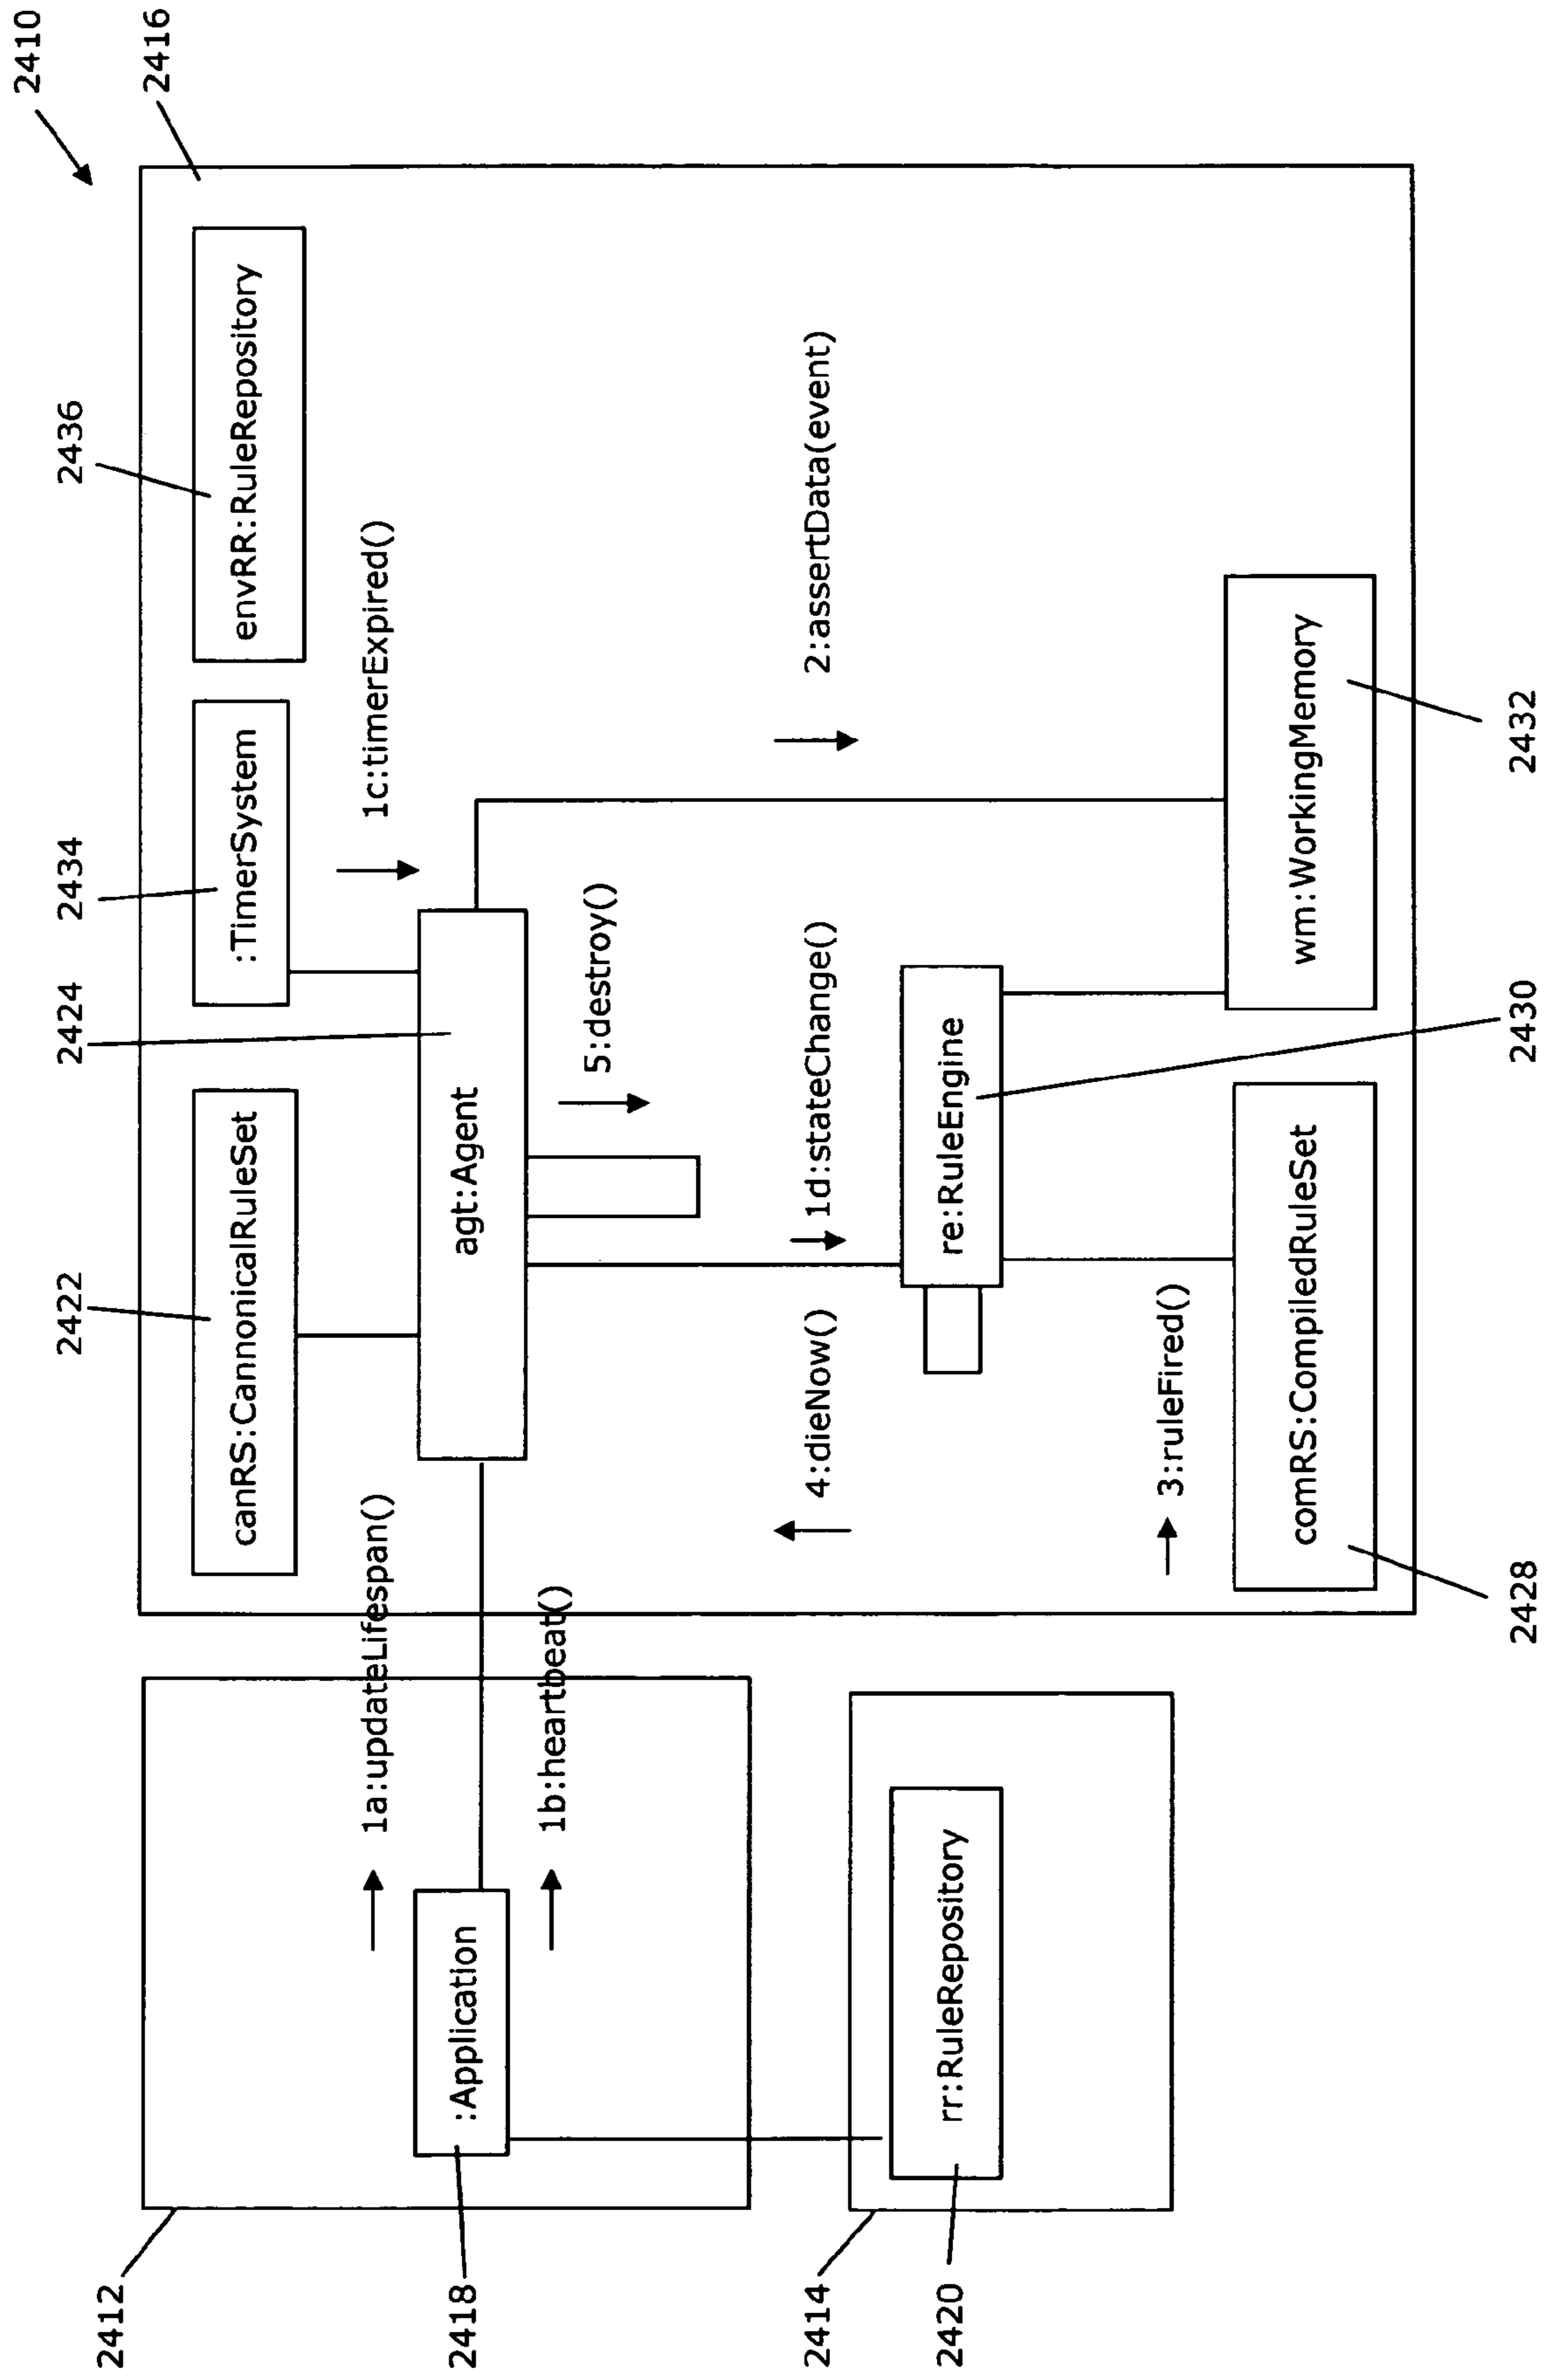 2410
2416
2436
2434
2424
2422
envRR:RuleRepository
:TimerSystem
canRS:CannonicalRuleSet
1c:timerExpired()
1a:updateLifespan()
agt:Agent
:Application
1b:heartbeat()
5:destroy()
2:assertData(event)
1d:stateChange()
4:dieNow()
re:RuleEngine
rr:RuleRepository
3:ruleFired()
wm:WorkingMemory
comRS:CompiledRuleSet
2412
2418
2414
2420
2428
2430
2432